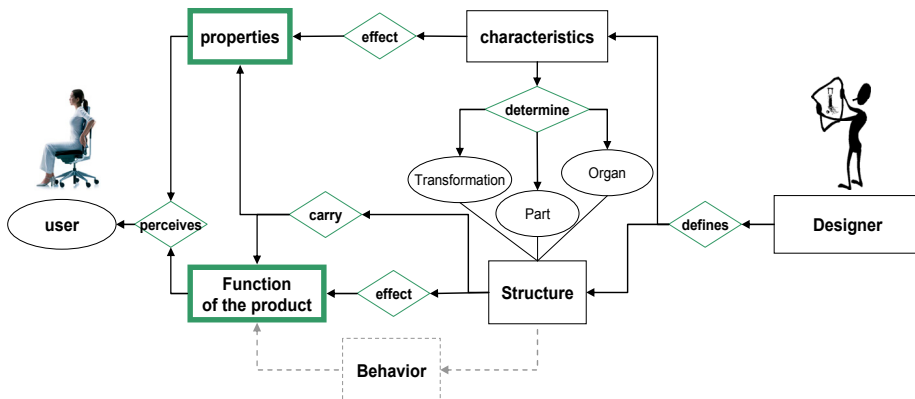 properties
effect
characteristics
determine
Transformation
Organ
Part
user
perceives
carry
defines
Designer
Function
of the product
effect
Structure
Behavior